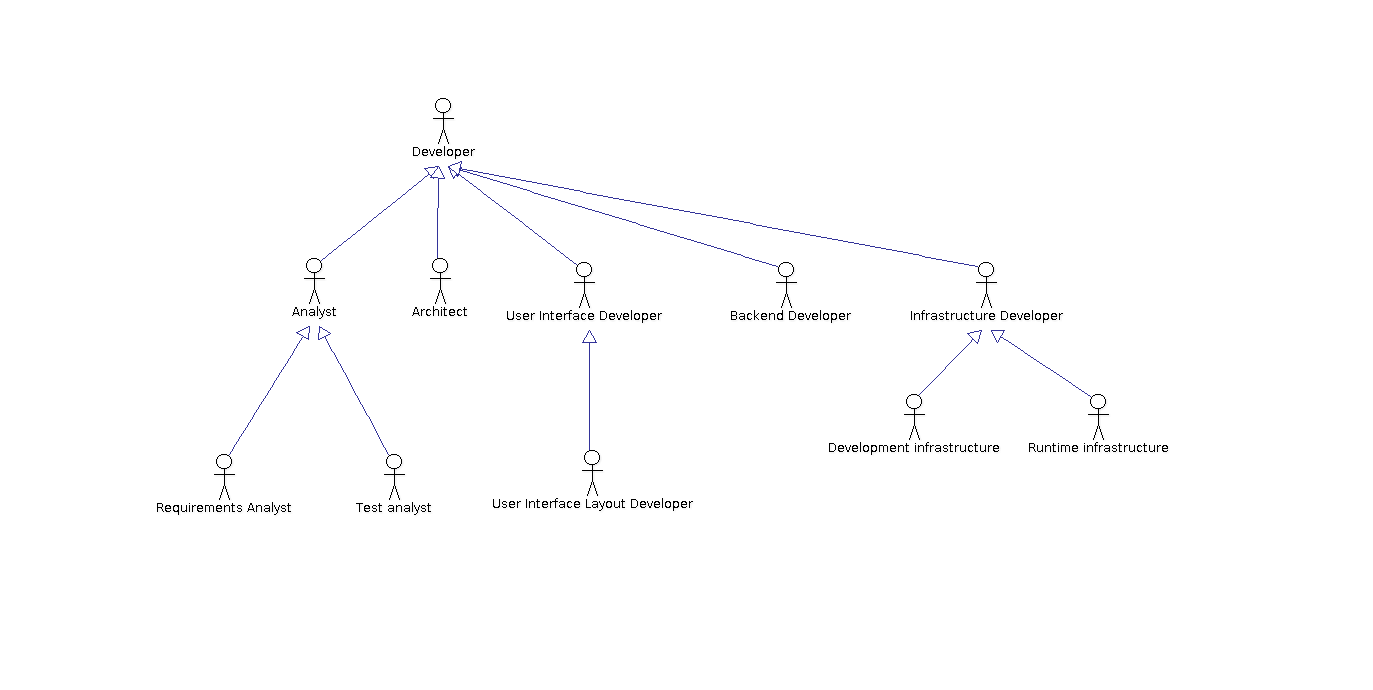 Developer
Analyst
Architect
User Interface Developer
Backend Developer
Infrastructure Developer
Development infrastructure
Runtime infrastructure
Requirements Analyst
Test analyst
User Interface Layout Developer